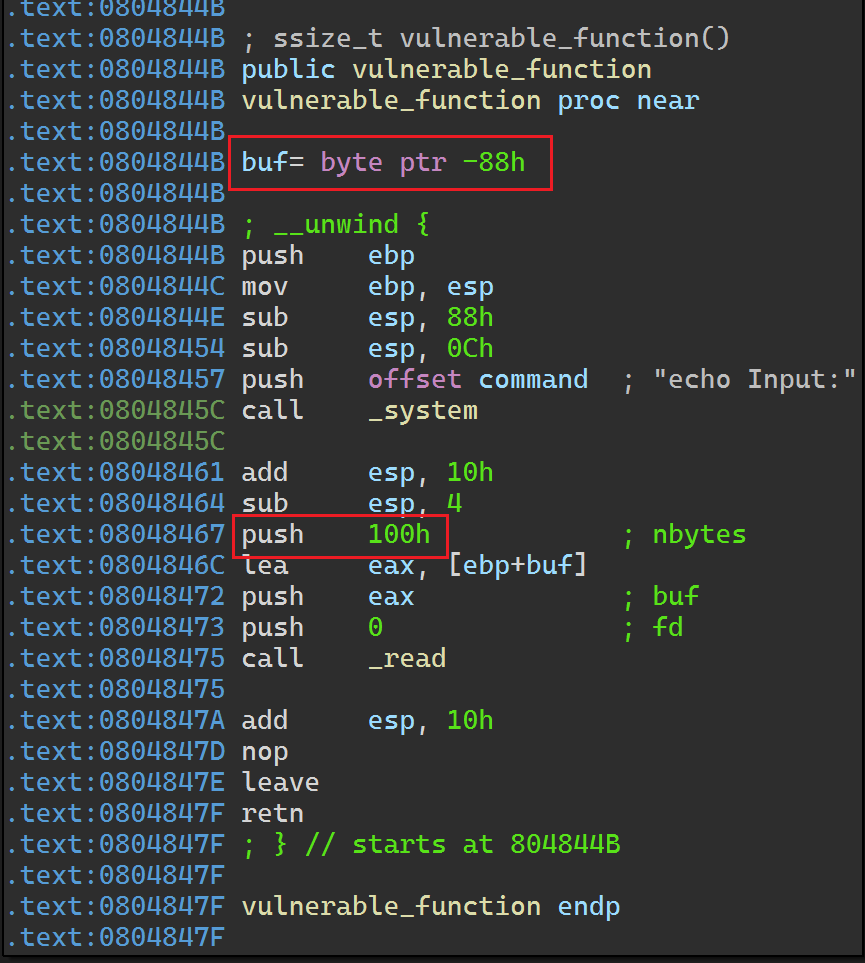 .text:0804844B
.text:0804844B ; ssize_t vulnerable_function()
.text:0804844B public vulnerable_function
.text:0804844B vulnerable_function proc near
.text:0804844B
.text:0804844B buf= byte ptr -88h
.text:0804844B
.text:0804844B ; __unwind {
.text:0804844B push    ebp
.text:0804844C mov     ebp, esp
.text:0804844E sub     esp, 88h
.text:08048454 sub     esp, 0Ch
.text:08048457 push    offset command  ; "echo Input:"
.text:0804845C call    _system
.text:0804845C
.text:08048461 add     esp, 10h
.text:08048464 sub     esp, 4
.text:08048467 push    100h            ; nbytes
.text:0804846C lea     eax, [ebp+buf]
.text:08048472 push    eax             ; buf
.text:08048473 push    0               ; fd
.text:08048475 call    _read
.text:08048475
.text:0804847A add     esp, 10h
.text:0804847D nop
.text:0804847E leave
.text:0804847F retn
.text:0804847F ; } // starts at 804844B
.text:0804847F
.text:0804847F vulnerable_function endp
.text:0804847F